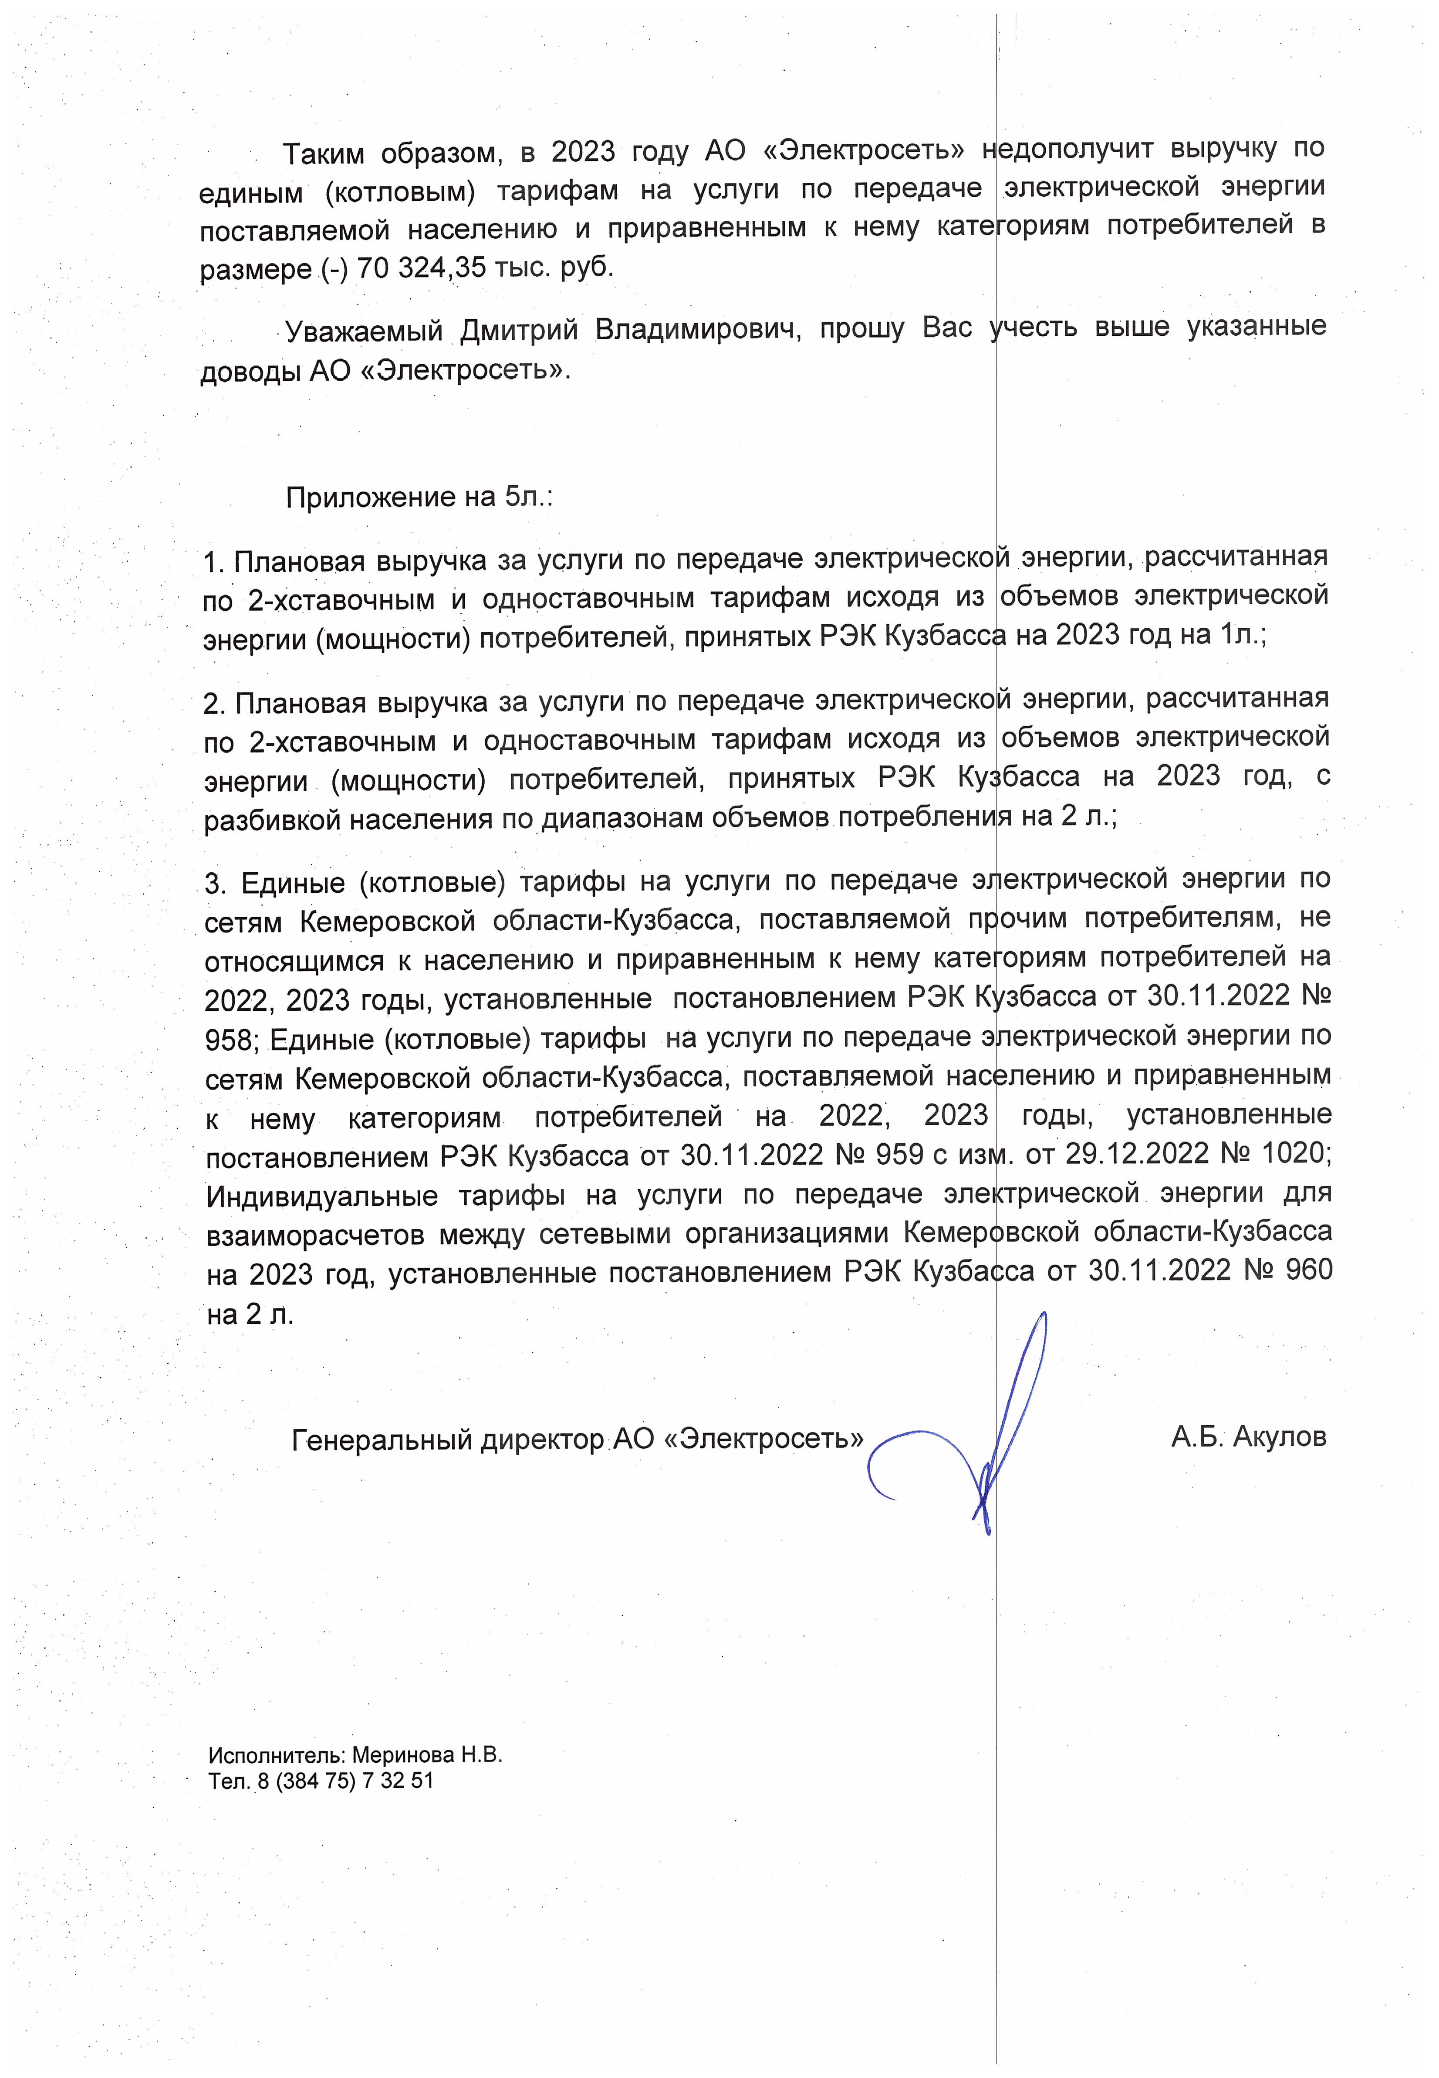 Таким образом, в 2023 году АО «Электросеть» недополучит выручку по
единым (котловым) тарифам на услуги по передаче электрической энергии
поставляемой населению и приравненным к нему категориям потребителей в
размере (-) 70 324,35 тыс. руб.
Уважаемый Дмитрий Владимирович, прошу Вас учесть выше указанные
доводы АО «Электросеть».
Приложение на 5л.:
1. Плановая выручка за услуги по передаче электрической энергии, рассчитанная
по 2-хставочным и одноставочным тарифам исходя из объемов электрической
энергии (мощности) потребителей, принятых РЭК Кузбасса на 2023 год на 1л.;
2. Плановая выручка за услуги по передаче электрической энергии, рассчитанная
по 2-хставочным и одноставочным тарифам исходя из объемов электрической
энергии (мощности) потребителей, принятых РЭК Кузбасса на 2023 год, с
разбивкой населения по диапазонам объемов потребления на 2 л.;
3. Единые (котловые) тарифы на услуги по передаче электрической энергии по
сетям Кемеровской области-Кузбасса, поставляемой прочим потребителям, не
относящимся к населению и приравненным к нему категориям потребителей на
2022, 2023 годы, установленные постановлением РЭК Кузбасса от 30.11.2022 №
958; Единые (котловые) тарифы на услуги по передаче электрической энергии по
сетям Кемеровской области-Кузбасса, поставляемой населению и приравненным
к нему категориям потребителей на 2022, 2023 годы, установленные
постановлением РЭК Кузбасса от 30.11.2022 № 959 с изм. от 29.12.2022 № 1020;
Индивидуальные тарифы на услуги по передаче электрической энергии для
взаиморасчетов между сетевыми организациями Кемеровской области-Кузбасса
на 2023 год, установленные постановлением РЭК Кузбасса от 30.11.2022 № 960
на 2 л.
Генеральный директор АО «Электросеть» А.Б. Акулов
Исполнитель: Меринова Н.В.
Тел. 8 (384 75) 7 32 51